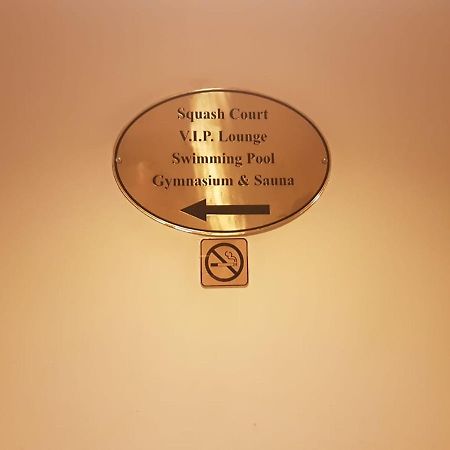 Squash Court
V.I.P. Lounge
Swimming Pool
Gymnasium & Sauna